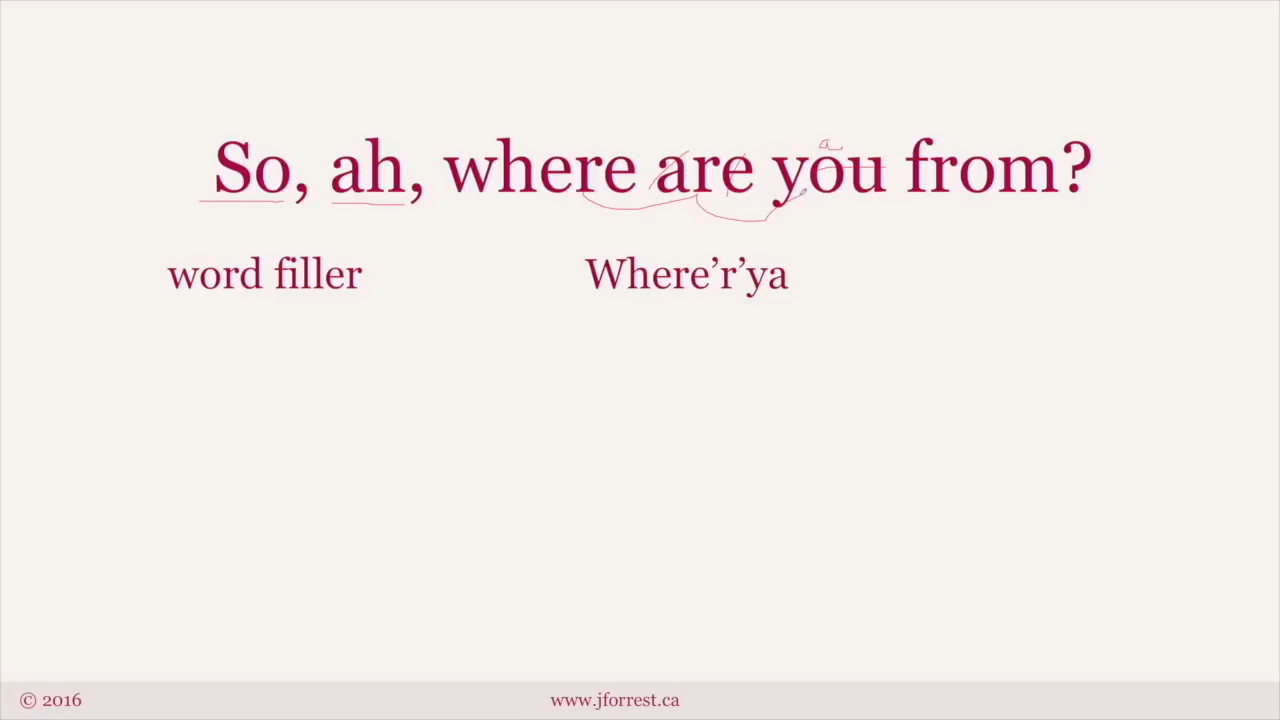 So, ah, where are you from?
a
word filler Where’r’ya
© 2016 www.jforrest.ca